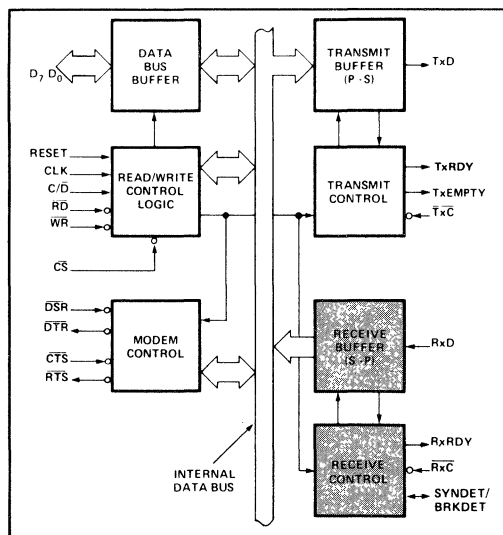 DATA
BUS
BUFFER
D7 D0
TRANSMIT
BUFFER
(P · S)
TxD
RESET
CLK
C/D̅
R̅D̅
W̅R̅
C̅S̅
READ/WRITE
CONTROL
LOGIC
TRANSMIT
CONTROL
TxRDY
TxEMPTY
T̅x̅C̅
D̅S̅R̅
D̅T̅R̅
C̅T̅S̅
R̅T̅S̅
MODEM
CONTROL
RECEIVE
BUFFER
(S · P)
RxD
INTERNAL
DATA BUS
RECEIVE
CONTROL
RxRDY
R̅x̅C̅
SYNDET/
BRKDET